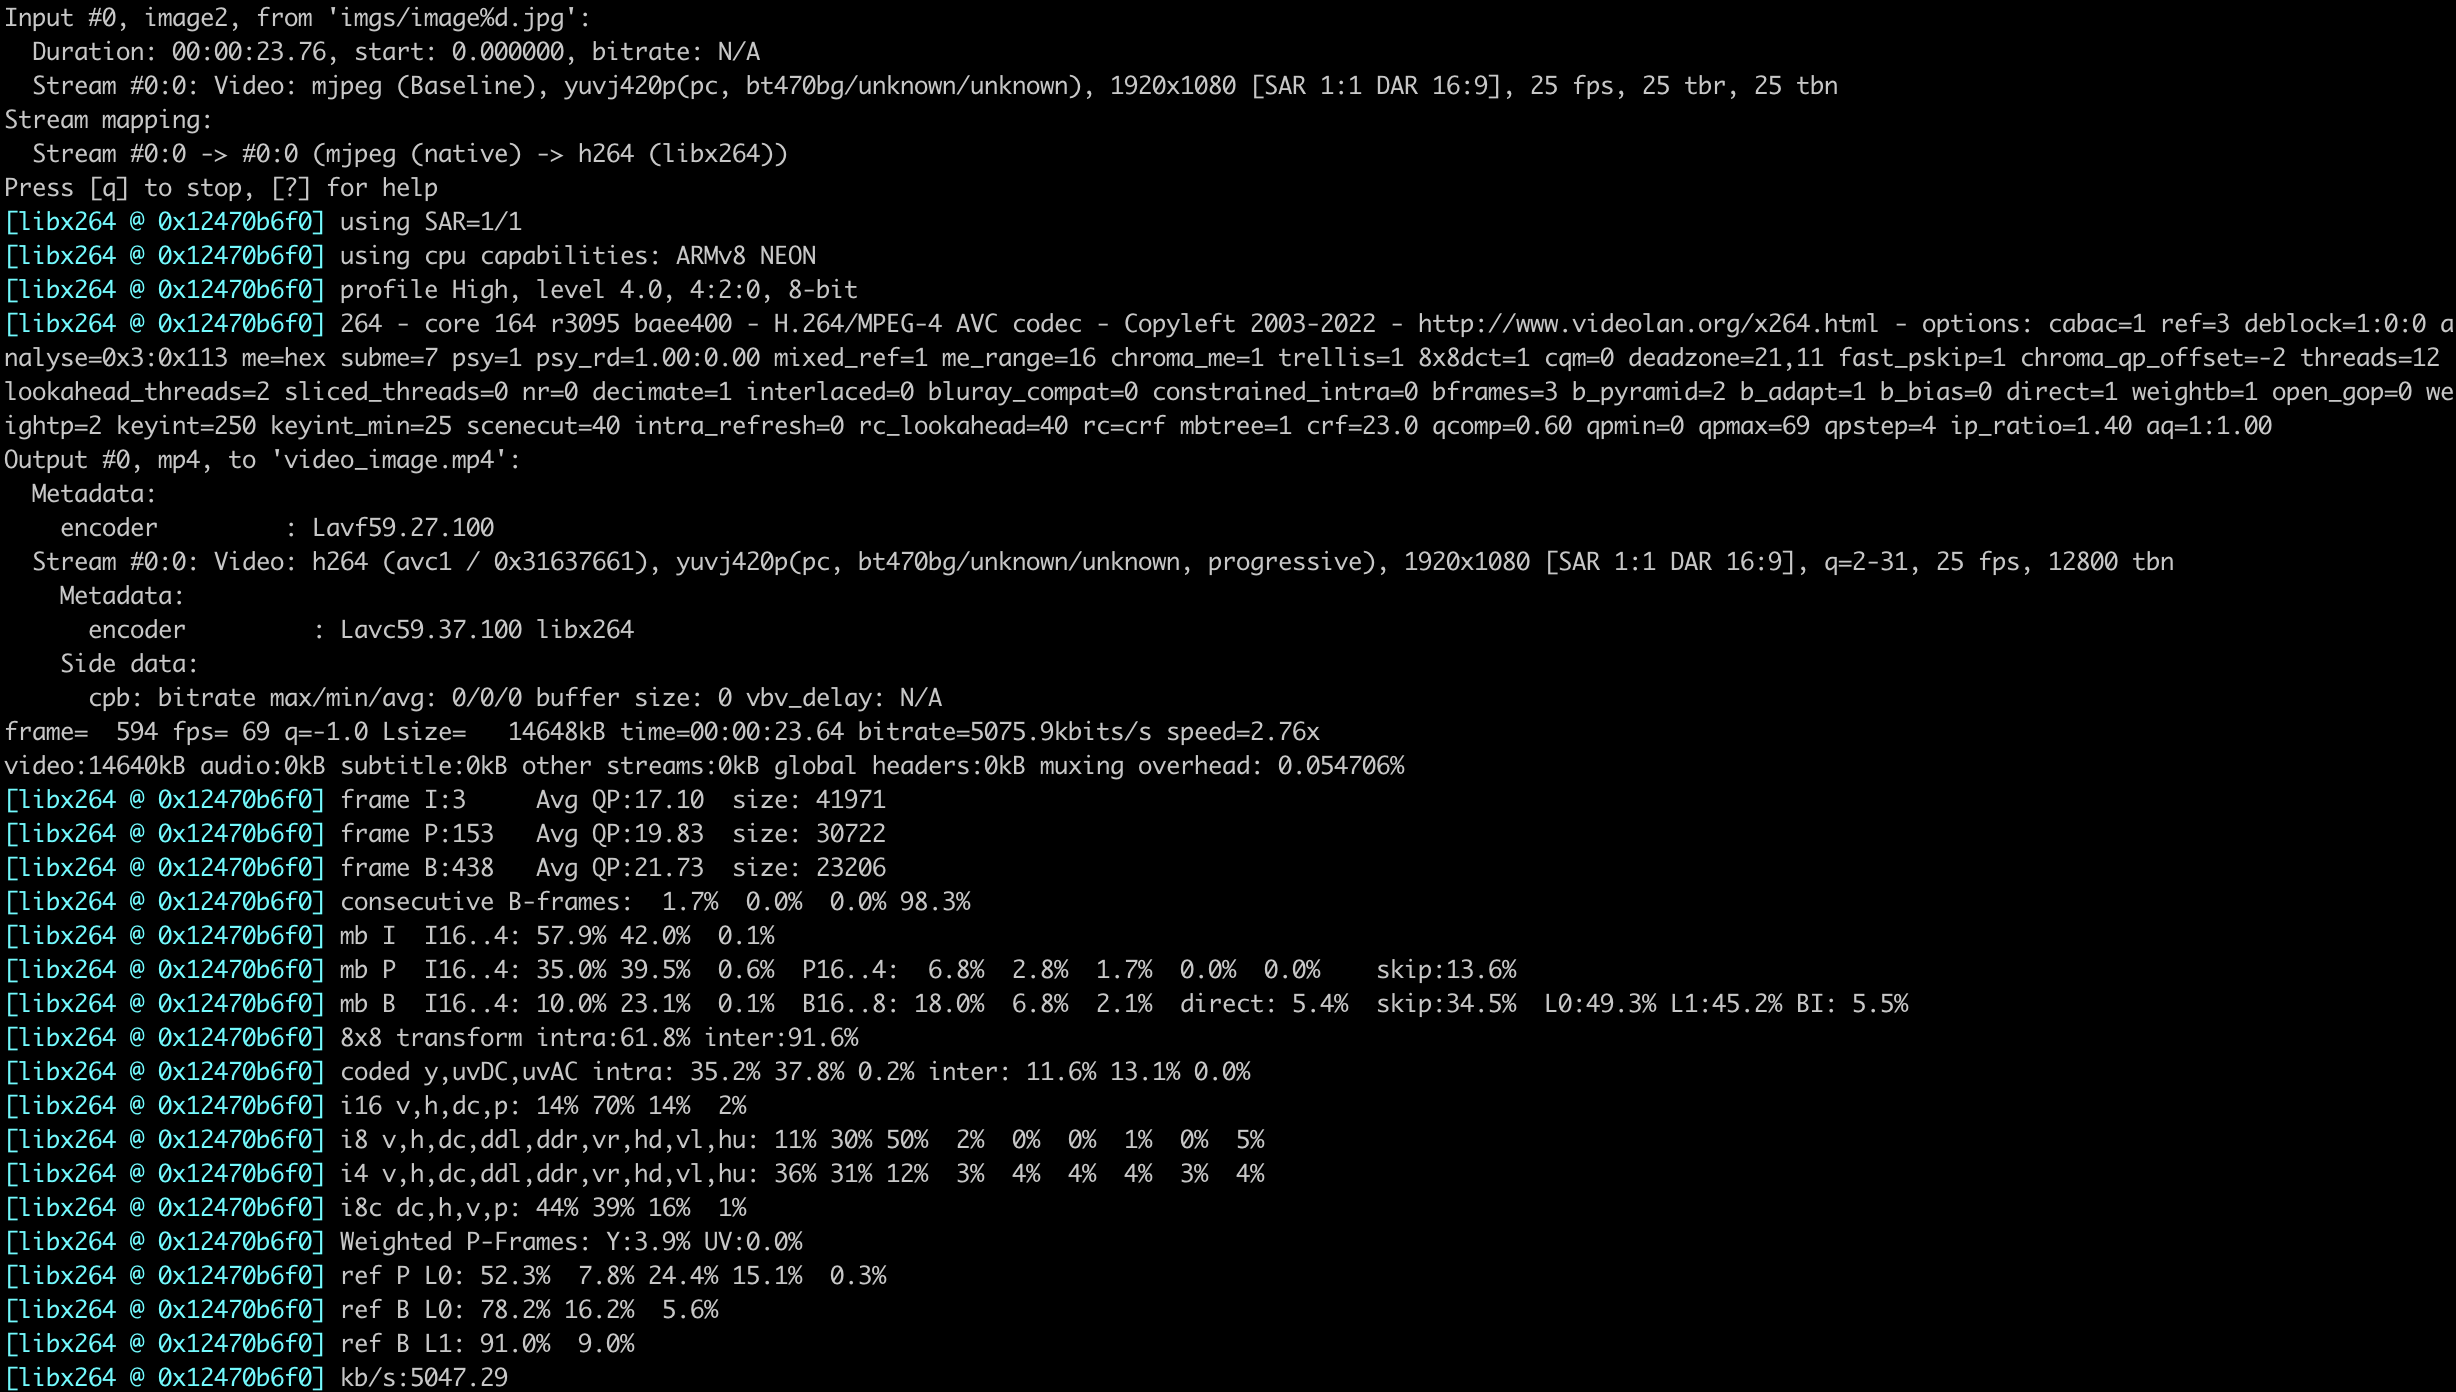 Input #0, image2, from 'imgs/image%d.jpg':
  Duration: 00:00:23.76, start: 0.000000, bitrate: N/A
  Stream #0:0: Video: mjpeg (Baseline), yuvj420p(pc, bt470bg/unknown/unknown), 1920x1080 [SAR 1:1 DAR 16:9], 25 fps, 25 tbr, 25 tbn
Stream mapping:
  Stream #0:0 -> #0:0 (mjpeg (native) -> h264 (libx264))
Press [q] to stop, [?] for help
[libx264 @ 0x12470b6f0] using SAR=1/1
[libx264 @ 0x12470b6f0] using cpu capabilities: ARMv8 NEON
[libx264 @ 0x12470b6f0] profile High, level 4.0, 4:2:0, 8-bit
[libx264 @ 0x12470b6f0] 264 - core 164 r3095 baee400 - H.264/MPEG-4 AVC codec - Copyleft 2003-2022 - http://www.videolan.org/x264.html - options: cabac=1 ref=3 deblock=1:0:0 a
nalyse=0x3:0x113 me=hex subme=7 psy=1 psy_rd=1.00:0.00 mixed_ref=1 me_range=16 chroma_me=1 trellis=1 8x8dct=1 cqm=0 deadzone=21,11 fast_pskip=1 chroma_qp_offset=-2 threads=12
lookahead_threads=2 sliced_threads=0 nr=0 decimate=1 interlaced=0 bluray_compat=0 constrained_intra=0 bframes=3 b_pyramid=2 b_adapt=1 b_bias=0 direct=1 weightb=1 open_gop=0 we
ightp=2 keyint=250 keyint_min=25 scenecut=40 intra_refresh=0 rc_lookahead=40 rc=crf mbtree=1 crf=23.0 qcomp=0.60 qpmin=0 qpmax=69 qpstep=4 ip_ratio=1.40 aq=1:1.00
Output #0, mp4, to 'video_image.mp4':
  Metadata:
    encoder         : Lavf59.27.100
  Stream #0:0: Video: h264 (avc1 / 0x31637661), yuvj420p(pc, bt470bg/unknown/unknown, progressive), 1920x1080 [SAR 1:1 DAR 16:9], q=2-31, 25 fps, 12800 tbn
    Metadata:
      encoder         : Lavc59.37.100 libx264
    Side data:
      cpb: bitrate max/min/avg: 0/0/0 buffer size: 0 vbv_delay: N/A
frame=  594 fps= 69 q=-1.0 Lsize=   14648kB time=00:00:23.64 bitrate=5075.9kbits/s speed=2.76x
video:14640kB audio:0kB subtitle:0kB other streams:0kB global headers:0kB muxing overhead: 0.054706%
[libx264 @ 0x12470b6f0] frame I:3     Avg QP:17.10  size: 41971
[libx264 @ 0x12470b6f0] frame P:153   Avg QP:19.83  size: 30722
[libx264 @ 0x12470b6f0] frame B:438   Avg QP:21.73  size: 23206
[libx264 @ 0x12470b6f0] consecutive B-frames:  1.7%  0.0%  0.0% 98.3%
[libx264 @ 0x12470b6f0] mb I  I16..4: 57.9% 42.0%  0.1%
[libx264 @ 0x12470b6f0] mb P  I16..4: 35.0% 39.5%  0.6%  P16..4:  6.8%  2.8%  1.7%  0.0%  0.0%    skip:13.6%
[libx264 @ 0x12470b6f0] mb B  I16..4: 10.0% 23.1%  0.1%  B16..8: 18.0%  6.8%  2.1%  direct: 5.4%  skip:34.5%  L0:49.3% L1:45.2% BI: 5.5%
[libx264 @ 0x12470b6f0] 8x8 transform intra:61.8% inter:91.6%
[libx264 @ 0x12470b6f0] coded y,uvDC,uvAC intra: 35.2% 37.8% 0.2% inter: 11.6% 13.1% 0.0%
[libx264 @ 0x12470b6f0] i16 v,h,dc,p: 14% 70% 14%  2%
[libx264 @ 0x12470b6f0] i8 v,h,dc,ddl,ddr,vr,hd,vl,hu: 11% 30% 50%  2%  0%  0%  1%  0%  5%
[libx264 @ 0x12470b6f0] i4 v,h,dc,ddl,ddr,vr,hd,vl,hu: 36% 31% 12%  3%  4%  4%  4%  3%  4%
[libx264 @ 0x12470b6f0] i8c dc,h,v,p: 44% 39% 16%  1%
[libx264 @ 0x12470b6f0] Weighted P-Frames: Y:3.9% UV:0.0%
[libx264 @ 0x12470b6f0] ref P L0: 52.3%  7.8% 24.4% 15.1%  0.3%
[libx264 @ 0x12470b6f0] ref B L0: 78.2% 16.2%  5.6%
[libx264 @ 0x12470b6f0] ref B L1: 91.0%  9.0%
[libx264 @ 0x12470b6f0] kb/s:5047.29